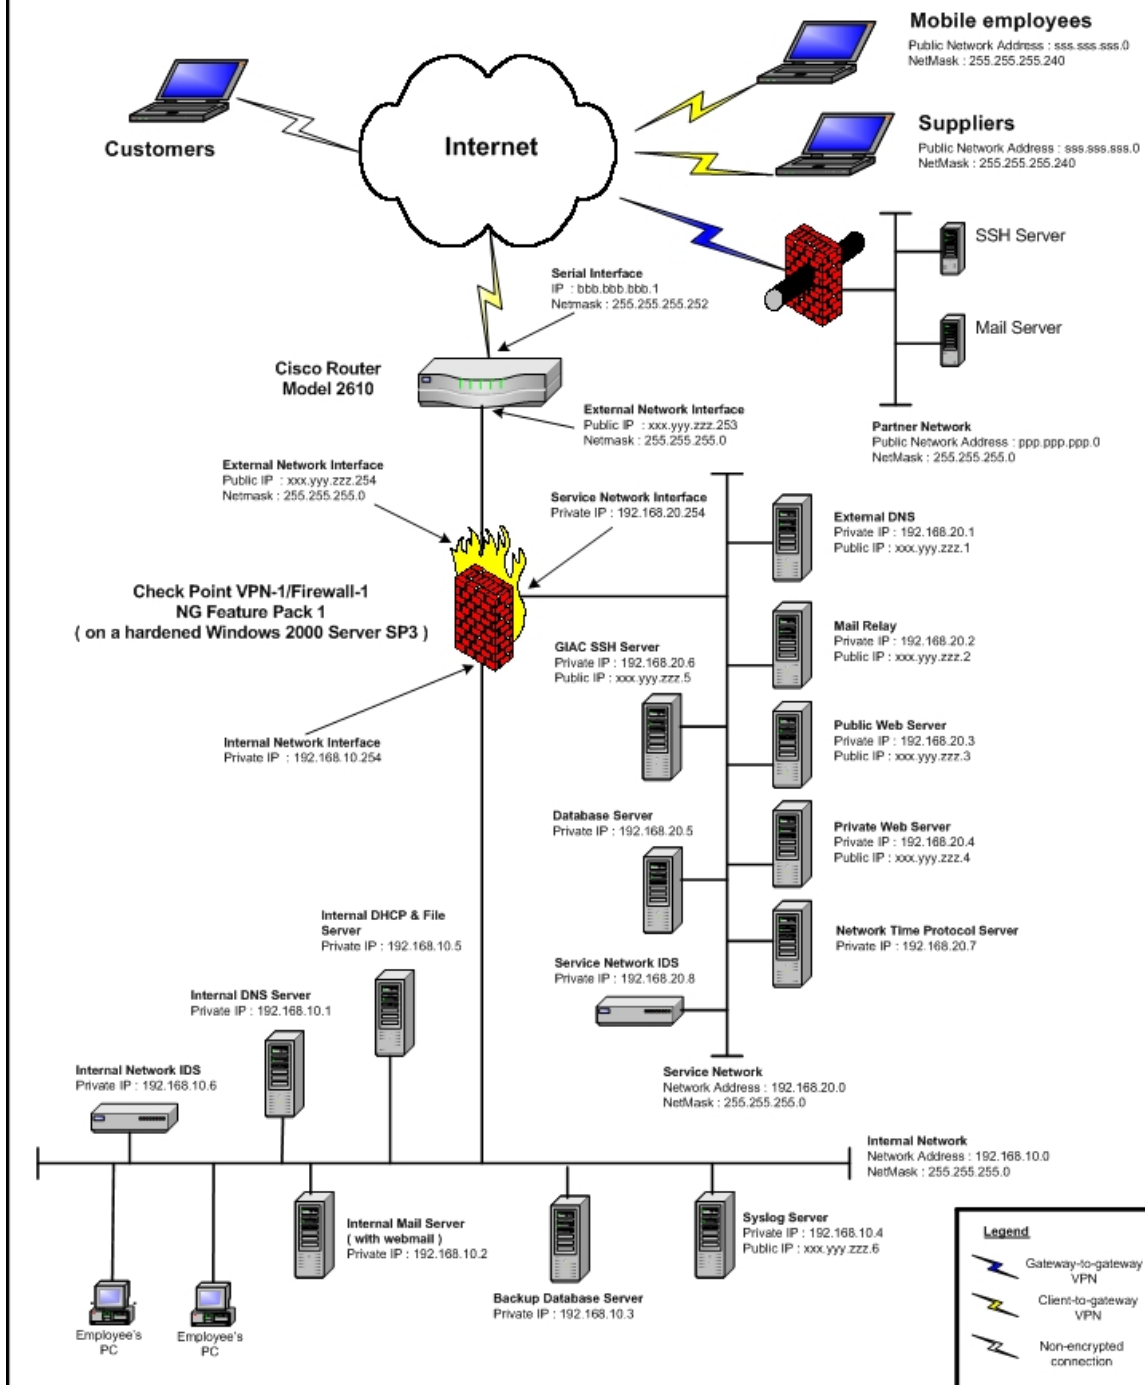 Mobile employees
Public Network Address : sss.sss.sss.0
NetMask : 255.255.255.240
Customers
Internet
Suppliers
Public Network Address : sss.sss.sss.0
NetMask : 255.255.255.240
SSH Server
Mail Server
Partner Network
Public Network Address : ppp.ppp.ppp.0
NetMask : 255.255.255.0
Serial Interface
IP : bbb.bbb.bbb.1
Netmask : 255.255.255.252
Cisco Router
Model 2610
External Network Interface
Public IP : xxx.yyy.zzz.253
Netmask : 255.255.255.0
External Network Interface
Public IP : xxx.yyy.zzz.254
Netmask : 255.255.255.0
Service Network Interface
Private IP : 192.168.20.254
Check Point VPN-1/Firewall-1
NG Feature Pack 1
( on a hardened Windows 2000 Server SP3 )
Internal Network Interface
Private IP : 192.168.10.254
External DNS
Private IP : 192.168.20.1
Public IP : xxx.yyy.zzz.1
Mail Relay
Private IP : 192.168.20.2
Public IP : xxx.yyy.zzz.2
GIAC SSH Server
Private IP : 192.168.20.6
Public IP : xxx.yyy.zzz.5
Public Web Server
Private IP : 192.168.20.3
Public IP : xxx.yyy.zzz.3
Database Server
Private IP : 192.168.20.5
Private Web Server
Private IP : 192.168.20.4
Public IP : xxx.yyy.zzz.4
Network Time Protocol Server
Private IP : 192.168.20.7
Service Network IDS
Private IP : 192.168.20.8
Service Network
Network Address : 192.168.20.0
NetMask : 255.255.255.0
Internal DHCP & File
Server
Private IP : 192.168.10.5
Internal DNS Server
Private IP : 192.168.10.1
Internal Network IDS
Private IP : 192.168.10.6
Internal Network
Network Address : 192.168.10.0
NetMask : 255.255.255.0
Employee's
PC
Employee's
PC
Internal Mail Server
( with webmail )
Private IP : 192.168.10.2
Backup Database Server
Private IP : 192.168.10.3
Syslog Server
Private IP : 192.168.10.4
Public IP : xxx.yyy.zzz.6
Legend
Gateway-to-gateway
VPN
Client-to-gateway
VPN
Non-encrypted
connection